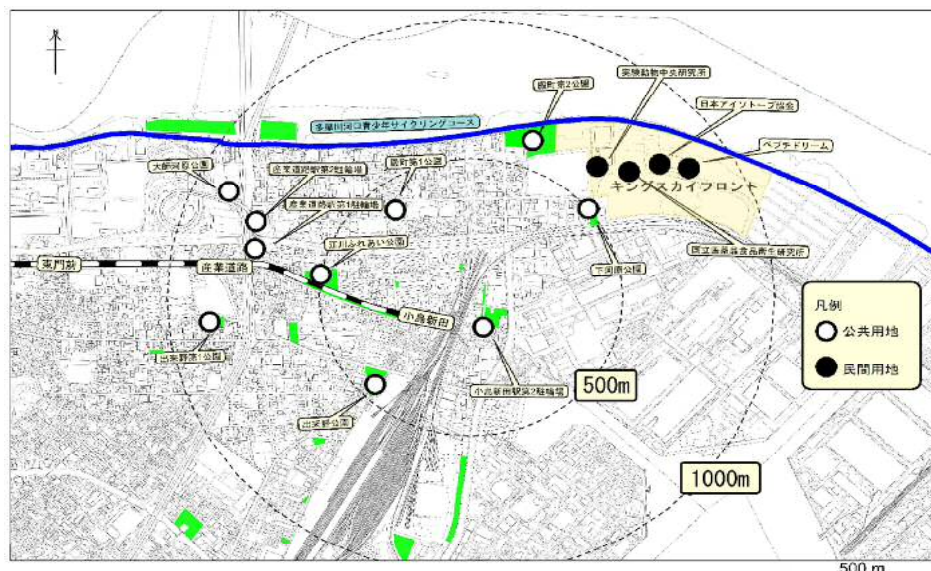 実験動物中央研究所
殿町第2公園
日本アイソトープ協会
多摩川河口青少年サイクリングコース
ペプチドリーム
大師河原公園
殿町第1公園
産業道路駅第2駐輪場
キングスカイフロント
産業道路駅第1駐輪場
江川ふれあい公園
国立医薬品食品衛生研究所
東門前
産業道路
下河原公園
小島新田
凡例
公共用地
民間用地
出来野第1公園
小島新田駅第2駐輪場
500m
出来野公園
1000m
500 m